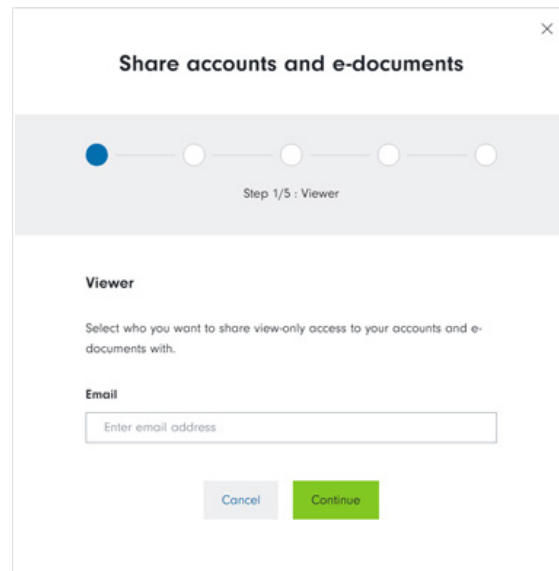 Share accounts and e-documents
Step 1/5 : Viewer
Viewer
Select who you want to share view-only access to your accounts and e-
documents with.
Email
Enter email address
Cancel
Continue